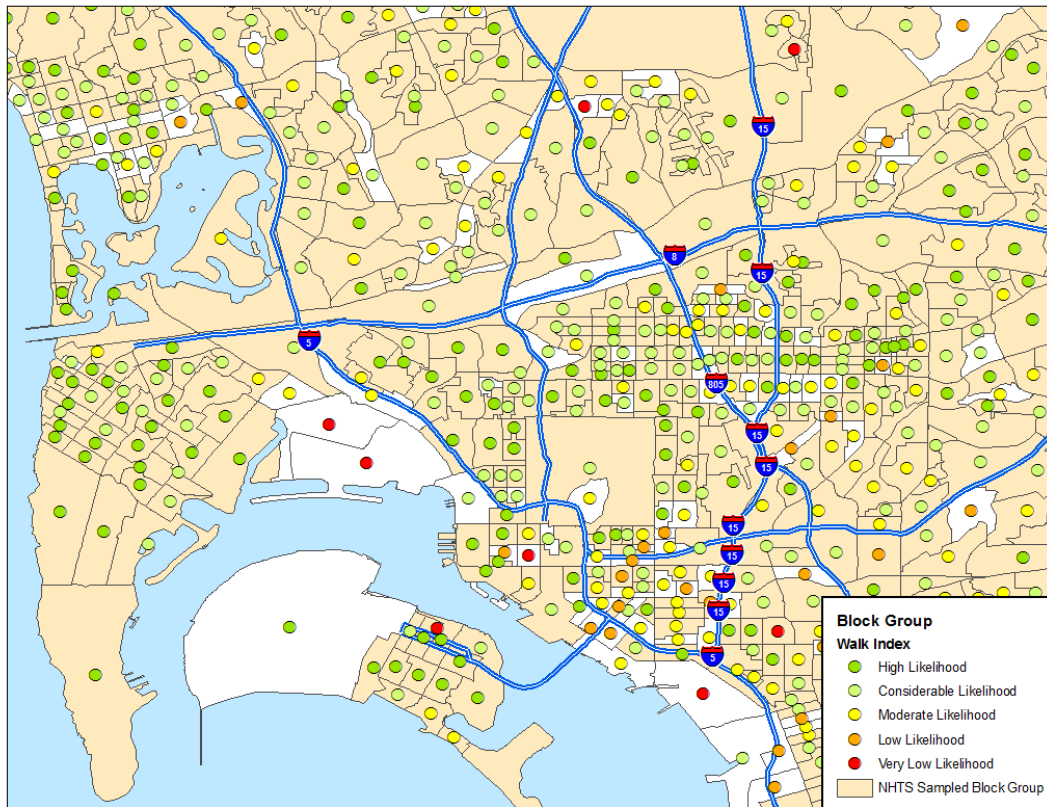 15
8
15
5
805
15
15
15
15
15
15
5
Block Group
Walk Index
High Likelihood
Considerable Likelihood
Moderate Likelihood
Low Likelihood
Very Low Likelihood
NHTS Sampled Block Group